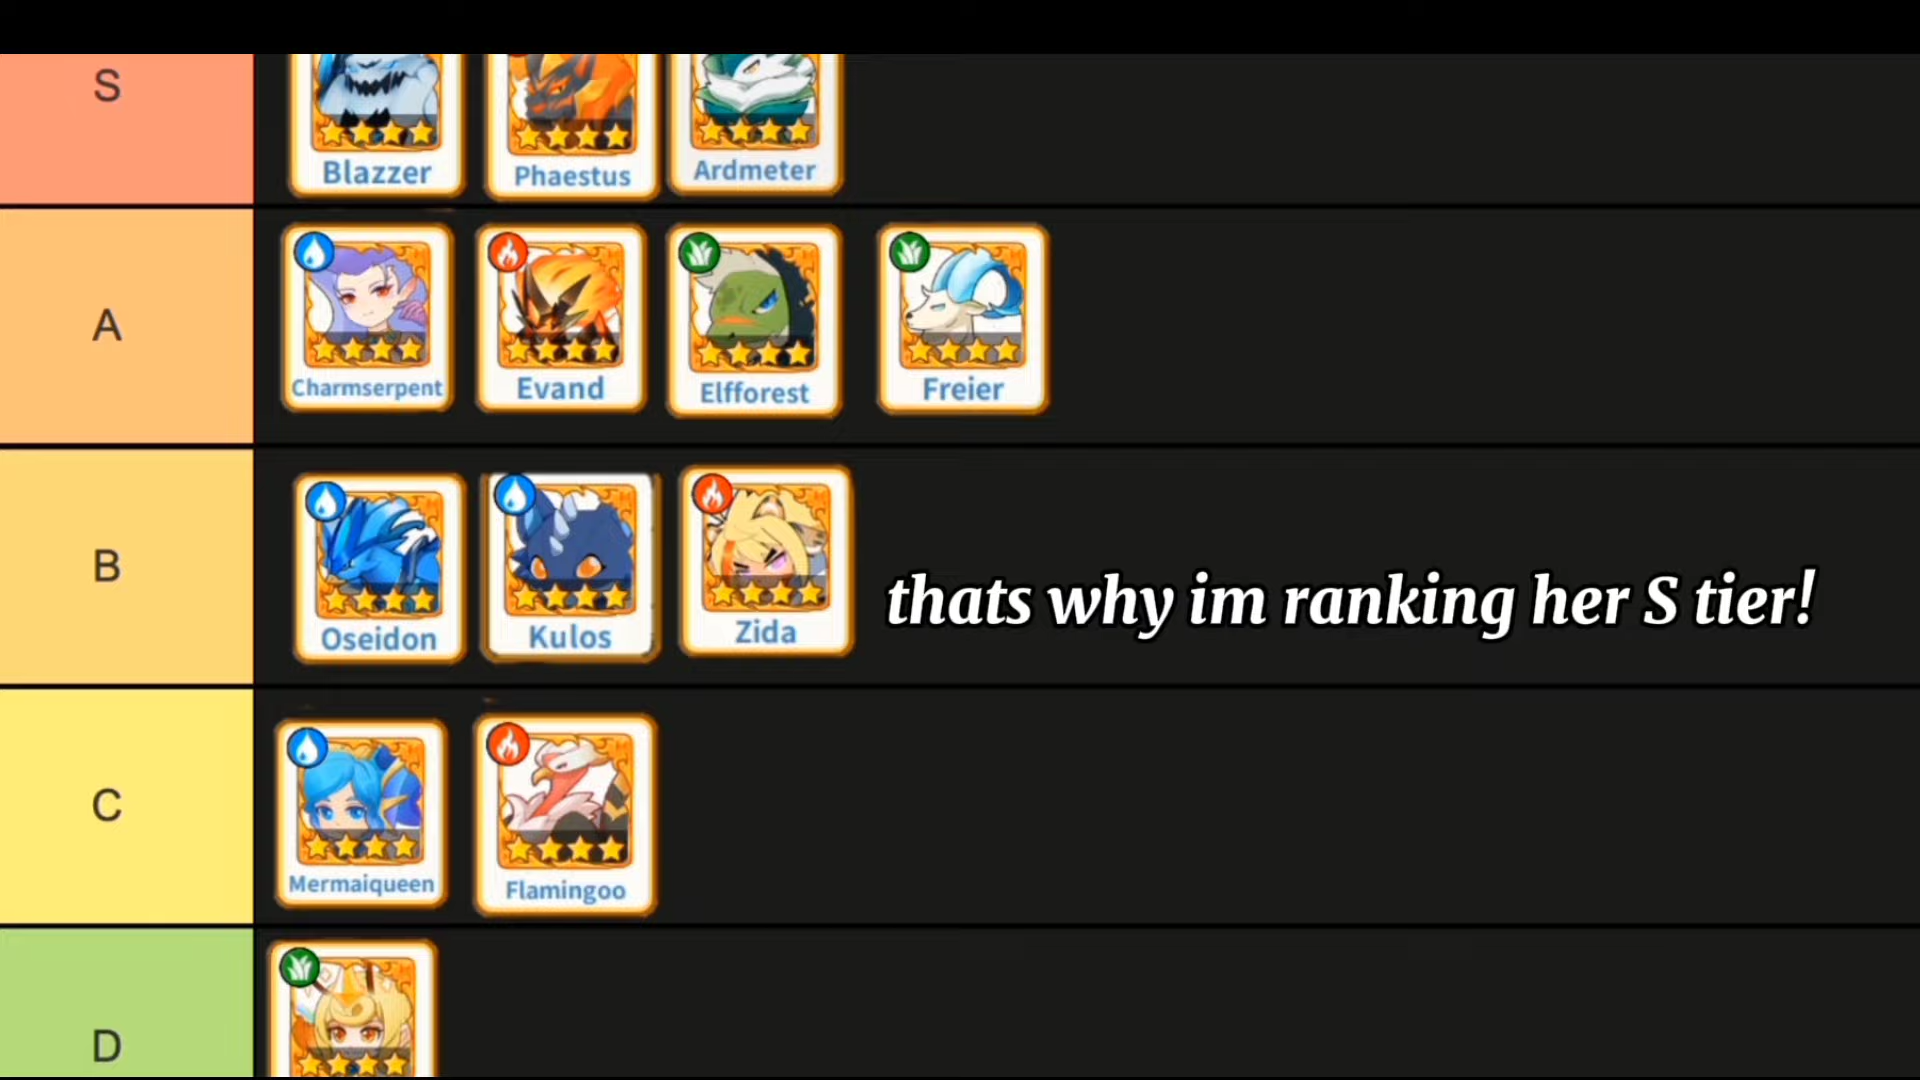 S
Blazzer
Phaestus
Ardmeter
A
Charmserpent
Evand
Elfforest
Freier
B
Oseidon
Kulos
Zida
thats why im ranking her S tier!
C
Mermaiqueen
Flamingoo
D